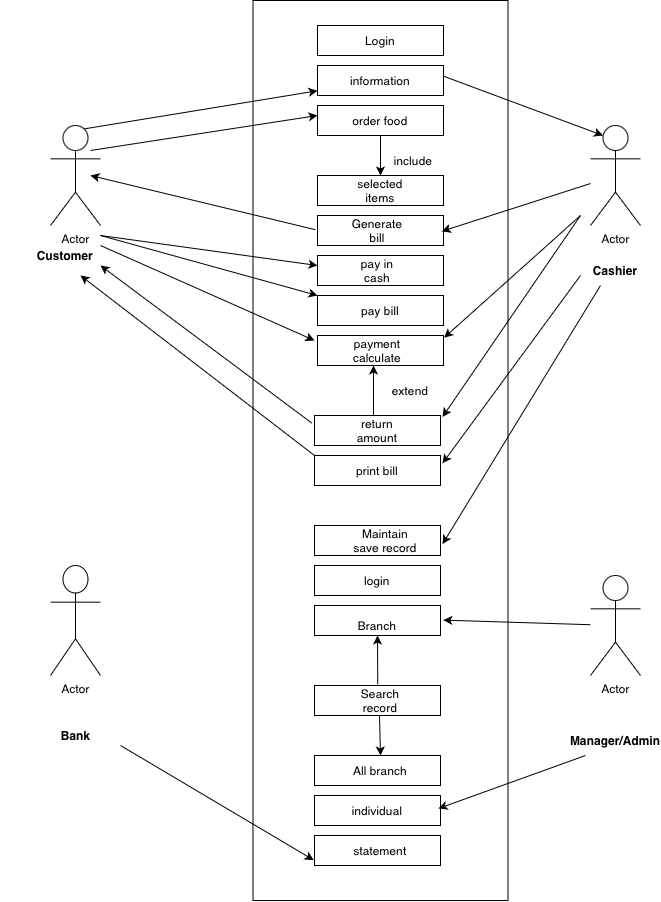 Login
information
order food
include
selected
items
Generate
bill
Actor
Customer
Actor
Cashier
pay in
cash
pay bill
payment
calculate
extend
return
amount
print bill
Maintain
save record
login
Branch
Actor
Bank
Actor
Manager/Admin
Search
record
All branch
individual
statement